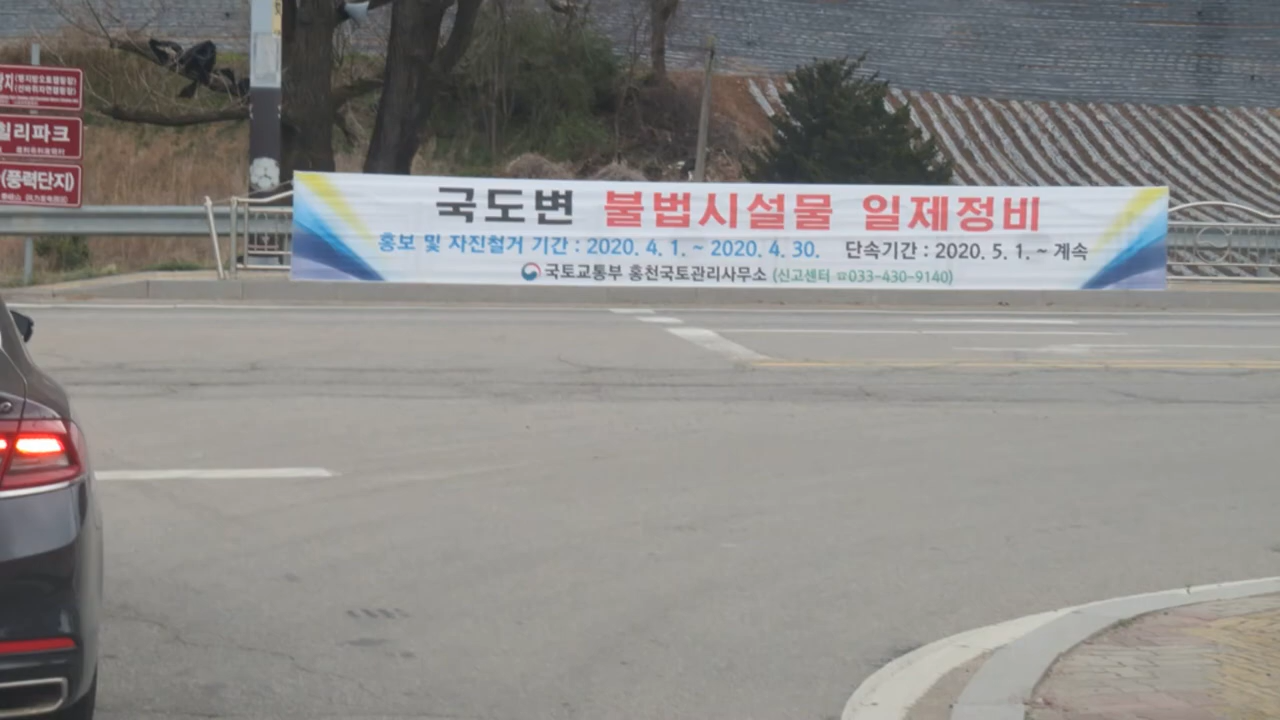 국도변 불법시설물 일제정비
홍보 및 자진철거 기간 : 2020. 4. 1. ~ 2020. 4. 30. 단속기간 : 2020. 5. 1. ~ 계속
국토교통부 홍천국토관리사무소 (신고센터 ☎033-430-9140)
휠리파크
(풍력단지)